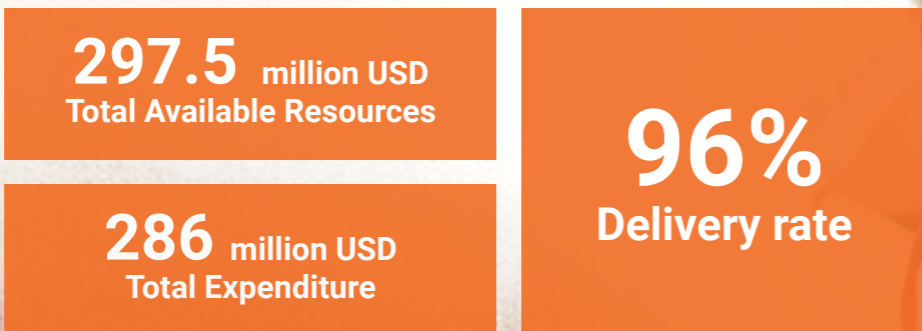 297.5 million USD
Total Available Resources
286 million USD
Total Expenditure
96%
Delivery rate